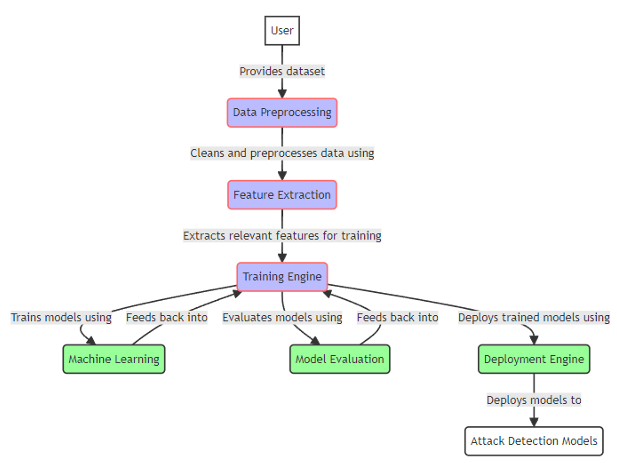 User
Provides dataset
Data Preprocessing
Cleans and preprocesses data using
Feature Extraction
Extracts relevant features for training
Training Engine
Trains models using
Feeds back into
Evaluates models using
Feeds back into
Deploys trained models using
Machine Learning
Model Evaluation
Deployment Engine
Deploys models to
Attack Detection Models